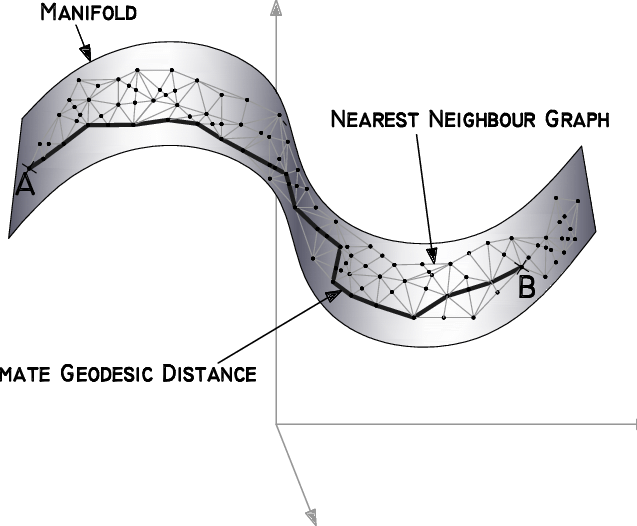 Manifold
Nearest Neighbour Graph
A
B
mate Geodesic Distance